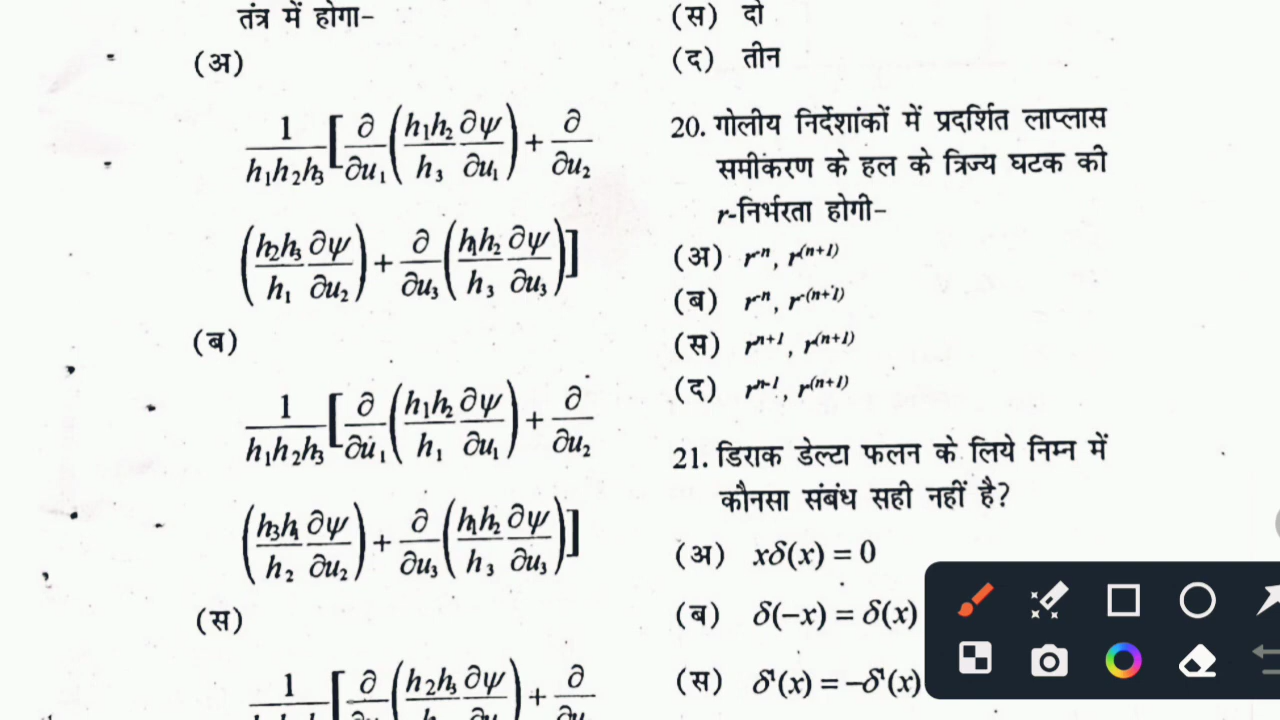 तंत्र में होगा-
(अ)
1/h₁h₂h₃ [∂/∂u₁ (h₁h₂/h₃ ∂ψ/∂u₁) + ∂/∂u₂
(h₂h₃/h₁ ∂ψ/∂u₂) + ∂/∂u₃ (h₁h₂/h₃ ∂ψ/∂u₃)]
(ब)
1/h₁h₂h₃ [∂/∂u₁ (h₁h₂/h₁ ∂ψ/∂u₁) + ∂/∂u₂
(h₃h₁/h₂ ∂ψ/∂u₂) + ∂/∂u₃ (h₁h₂/h₃ ∂ψ/∂u₃)]
(स)
1 [∂ (h₂h₃ ∂ψ) + ∂
(स) दो
(द) तीन
20. गोलीय निर्देशांकों में प्रदर्शित लाप्लास
समीकरण के हल के त्रिज्य घटक की
r-निर्भरता होगी-
(अ) rⁿ, r⁽ⁿ⁺¹⁾
(ब) rⁿ, r⁽ⁿ⁺¹⁾
(स) rⁿ⁺¹, r⁽ⁿ⁺¹⁾
(द) rⁿ⁻¹, r⁽ⁿ⁺¹⁾
21. डिराक डेल्टा फलन के लिये निम्न में
कौनसा संबंध सही नहीं है?
(अ) xδ(x) = 0
(ब) δ(−x) = δ(x)
(स) δ'(x) = −δ'(x)